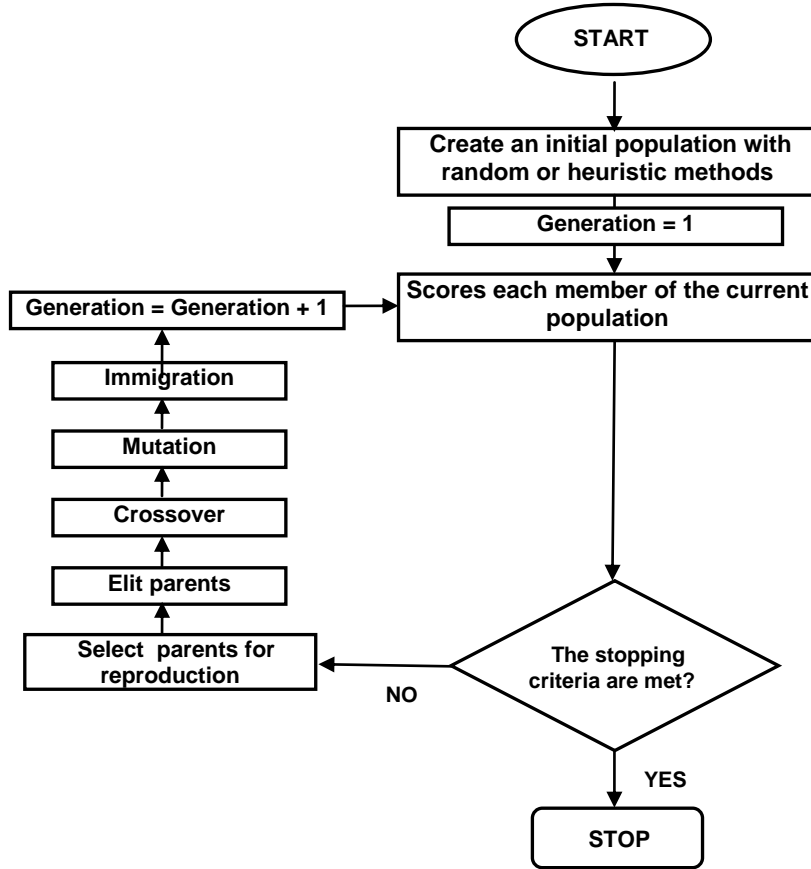 START
Create an initial population with
random or heuristic methods
Generation = 1
Scores each member of the current
population
Generation = Generation + 1
Immigration
Mutation
Crossover
Elit parents
Select parents for
reproduction
The stopping
criteria are met?
NO
YES
STOP